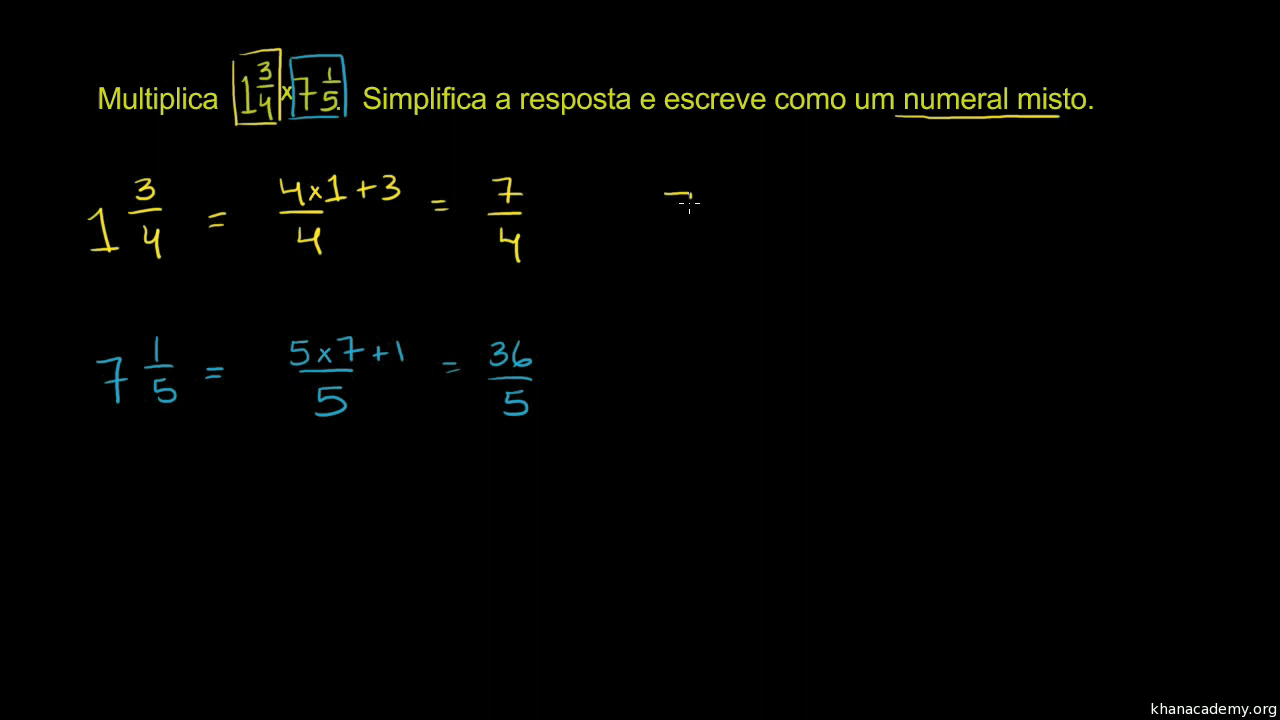 Multiplica 1 3/4 x 7 1/5. Simplifica a resposta e escreve como um numeral misto.
1 3/4 = 4x1+3/4 = 7/4
7 1/5 = 5x7+1/5 = 36/5
khanacademy.org